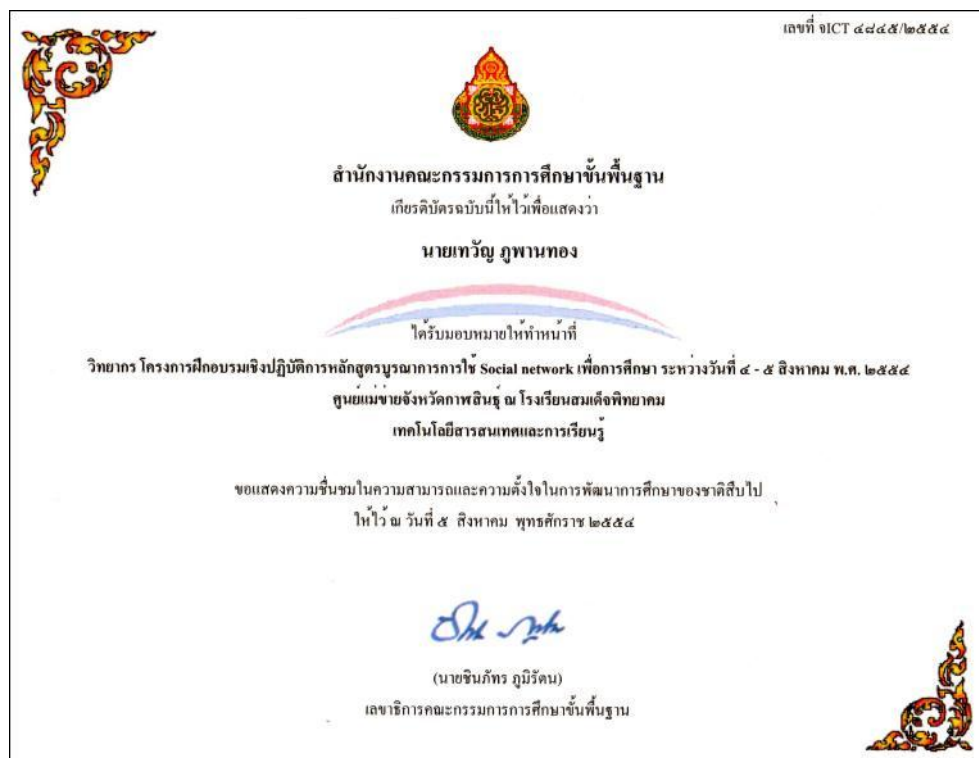 เลขที่ จICT ๔๘๔๕/๒๕๕๔
สำนักงานคณะกรรมการการศึกษาขั้นพื้นฐาน
เกียรติบัตรฉบับนี้ให้ไว้เพื่อแสดงว่า
นายเทวัญ ภูพานทอง
ได้รับมอบหมายให้ทำหน้าที่
วิทยากร โครงการฝึกอบรมเชิงปฏิบัติการหลักสูตรบูรณาการการใช้ Social network เพื่อการศึกษา ระหว่างวันที่ ๔ - ๕ สิงหาคม พ.ศ. ๒๕๕๔
ศูนย์แม่ข่ายจังหวัดกาฬสินธุ์ ณ โรงเรียนสมเด็จพิทยาคม
เทคโนโลยีสารสนเทศและการเรียนรู้
ขอแสดงความชื่นชมในความสามารถและความตั้งใจในการพัฒนาการศึกษาของชาติสืบไป
ให้ไว้ ณ วันที่ ๕ สิงหาคม พุทธศักราช ๒๕๕๔
(นายชินภัทร ภูมิรัตน)
เลขาธิการคณะกรรมการการศึกษาขั้นพื้นฐาน